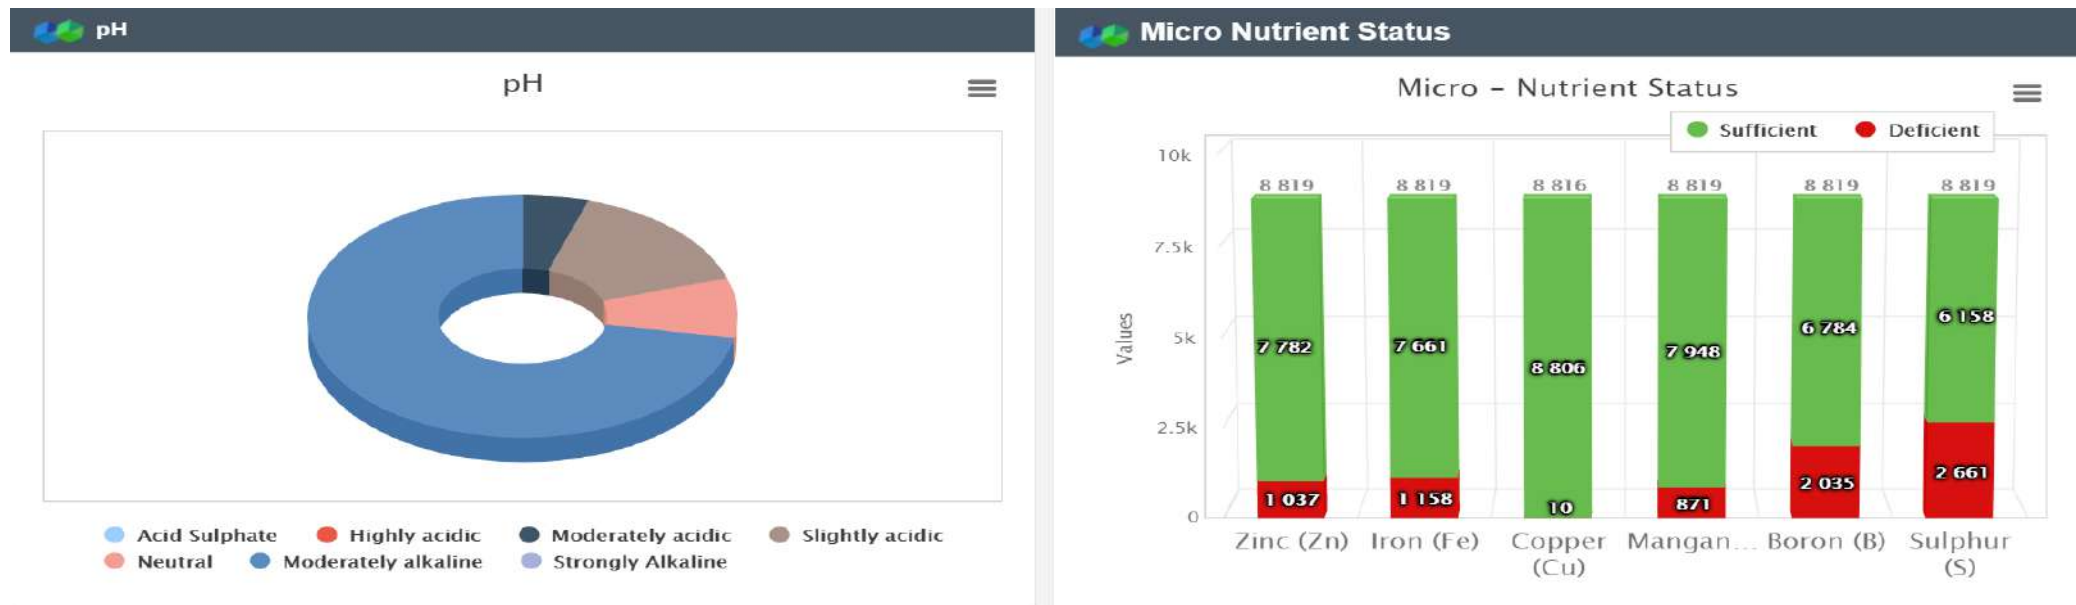 pH
pH
Acid Sulphate Highly acidic Moderately acidic Slightly acidic
Neutral Moderately alkaline Strongly Alkaline
Micro Nutrient Status
Micro - Nutrient Status
Sufficient Deficient
10k
8 819 8 819 8 816 8 819 8 819 8 819
7.5k
Values
5k
7 782 7 661 8 806 7 948 6 784 6 158
2.5k
1 037 1 158 10 871 2 035 2 661
0
Zinc (Zn) Iron (Fe) Copper (Cu) Mangan... Boron (B) Sulphur (S)